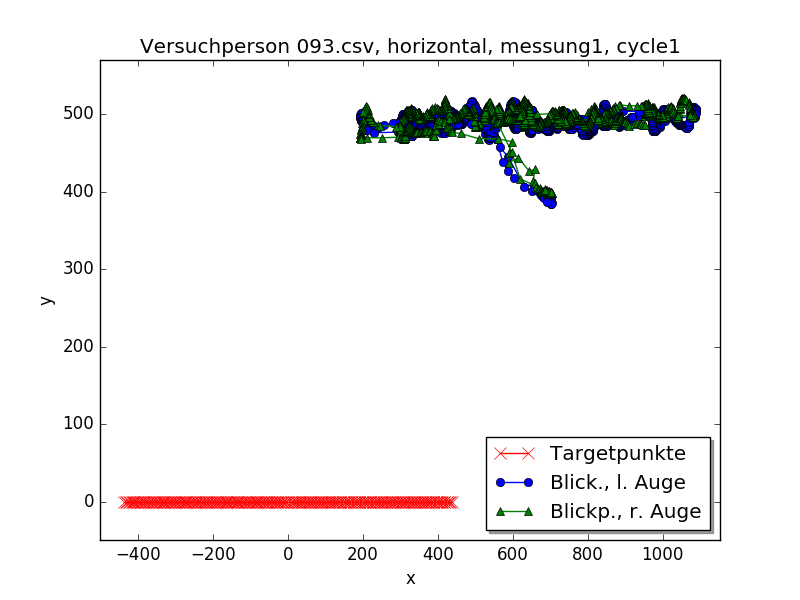 Versuchperson 093.csv, horizontal, messung1, cycle1
500
400
300
200
100
0
y
−400
−200
0
200
400
600
800
1000
x
Targetpunkte
Blick., l. Auge
Blickp., r. Auge